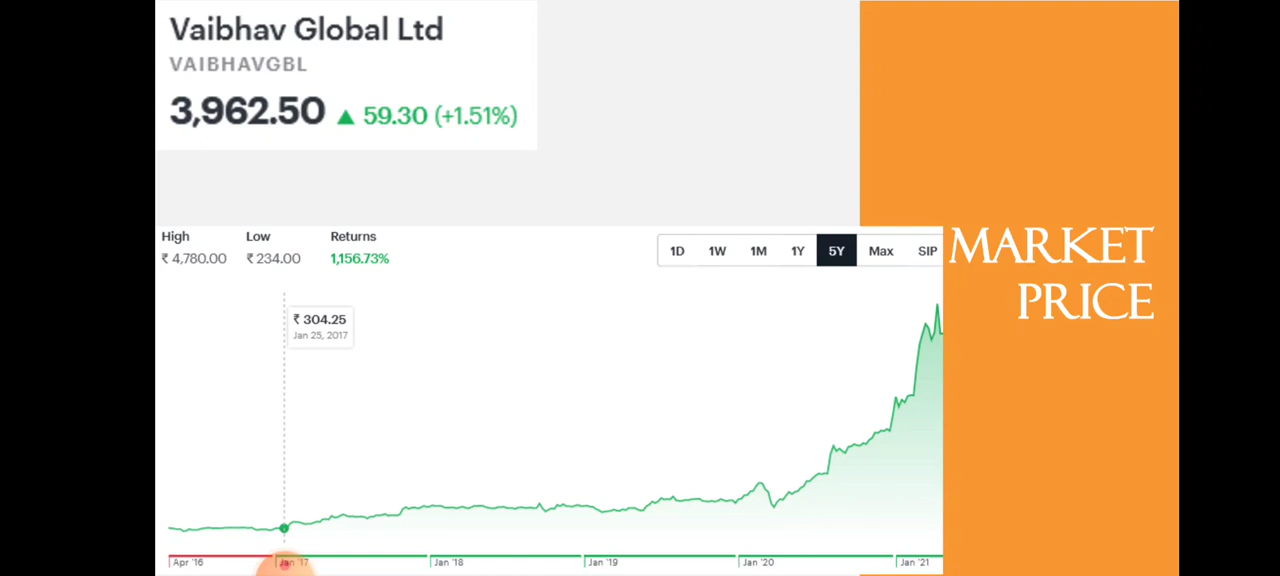 Vaibhav Global Ltd
VAIBHAVGBL
3,962.50 ▲ 59.30 (+1.51%)
High Low Returns
₹ 4,780.00 ₹ 234.00 1,156.73%
1D 1W 1M 1Y 5Y Max SIP
MARKET
PRICE
₹ 304.25
Jan 25, 2017
Apr '16 Jan '17 Jan '18 Jan '19 Jan '20 Jan '21